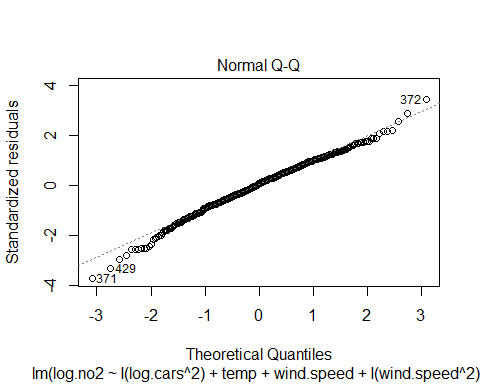 Normal Q-Q
Standardized residuals
4
2
0
-2
-4
372
429
371
-3 -2 -1 0 1 2 3
Theoretical Quantiles
lm(log.no2 ~ I(log.cars^2) + temp + wind.speed + I(wind.speed^2)